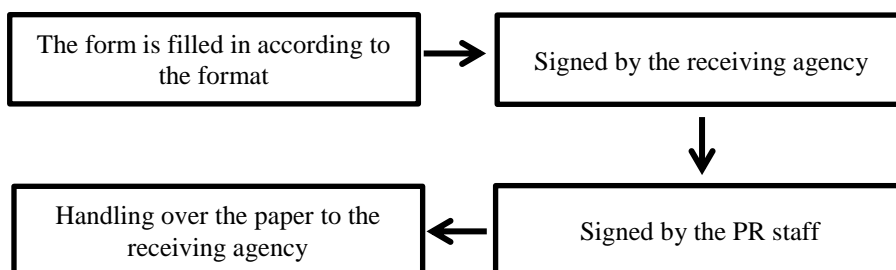 The form is filled in according to
the format
Signed by the receiving agency
Signed by the PR staff
Handling over the paper to the
receiving agency